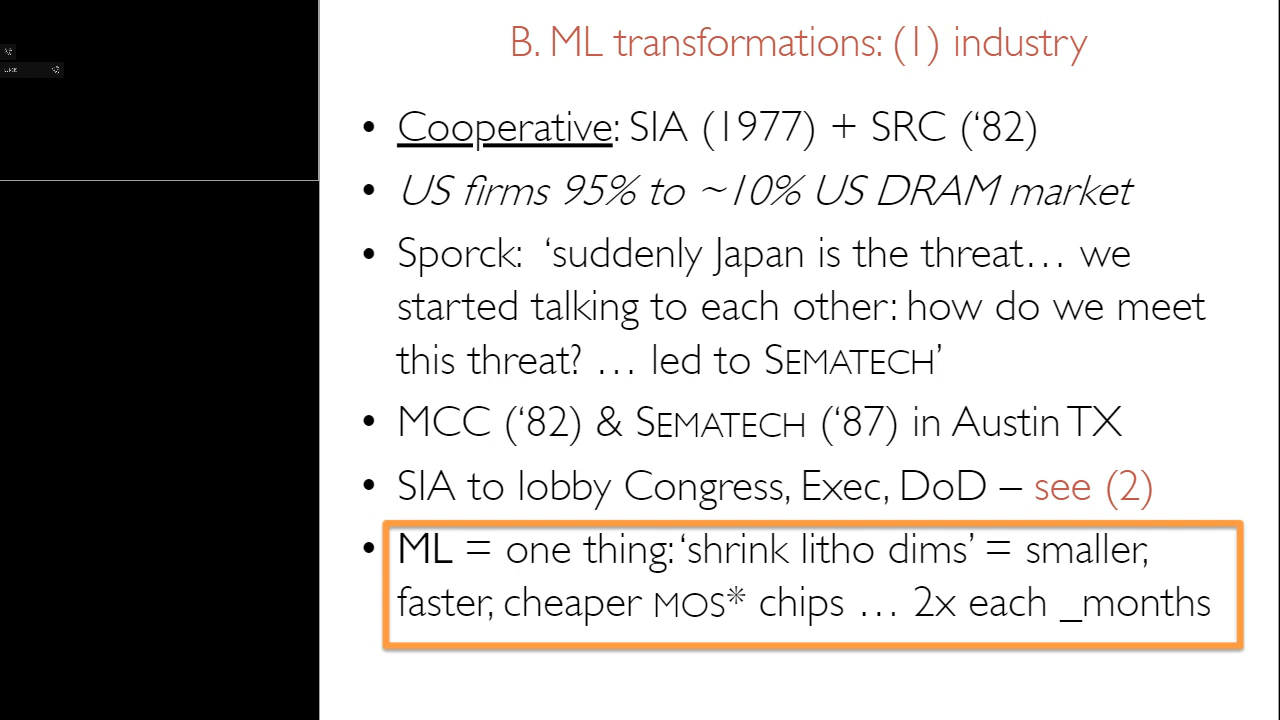 B. ML transformations: (1) industry
• Cooperative: SIA (1977) + SRC (‘82)
• US firms 95% to ~10% US DRAM market
• Sporck: ‘suddenly Japan is the threat… we
started talking to each other: how do we meet
this threat? … led to SEMATECH’
• MCC (‘82) & SEMATECH (‘87) in Austin TX
• SIA to lobby Congress, Exec, DoD – see (2)
• ML = one thing: ‘shrink litho dims’ = smaller,
faster, cheaper MOS* chips … 2x each _months